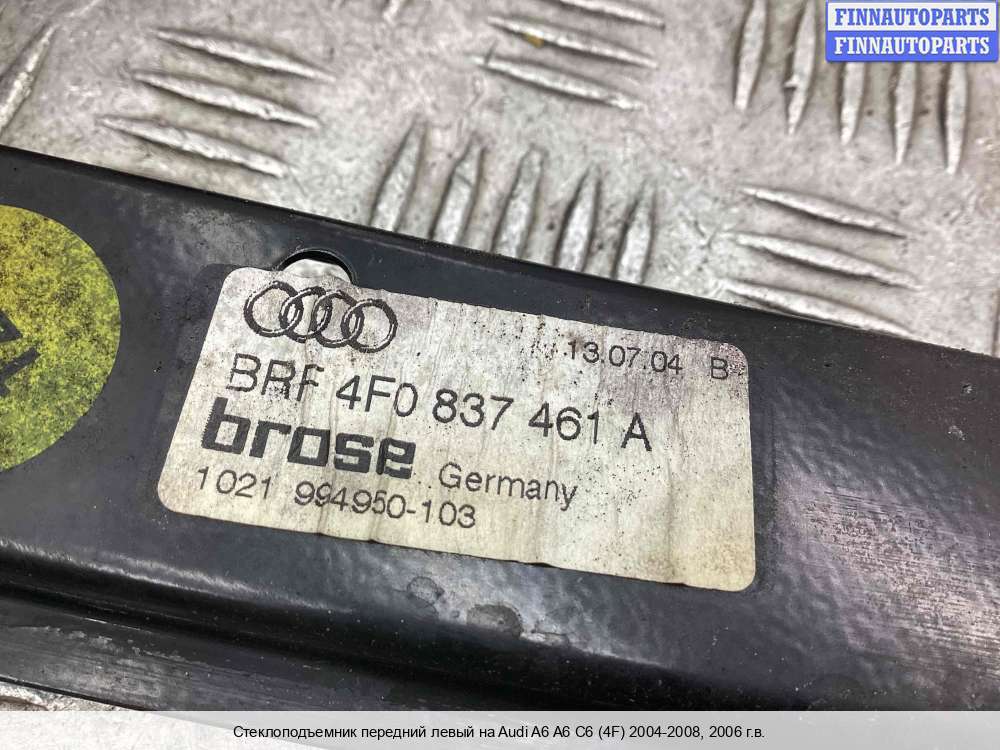 FINNAUTOPARTS
FINNAUTOPARTS
13.07.04 B
BRF 4F0 837 461 A
brose Germany
1021 994950-103
Стеклоподъемник передний левый на Audi A6 A6 C6 (4F) 2004-2008, 2006 г.в.